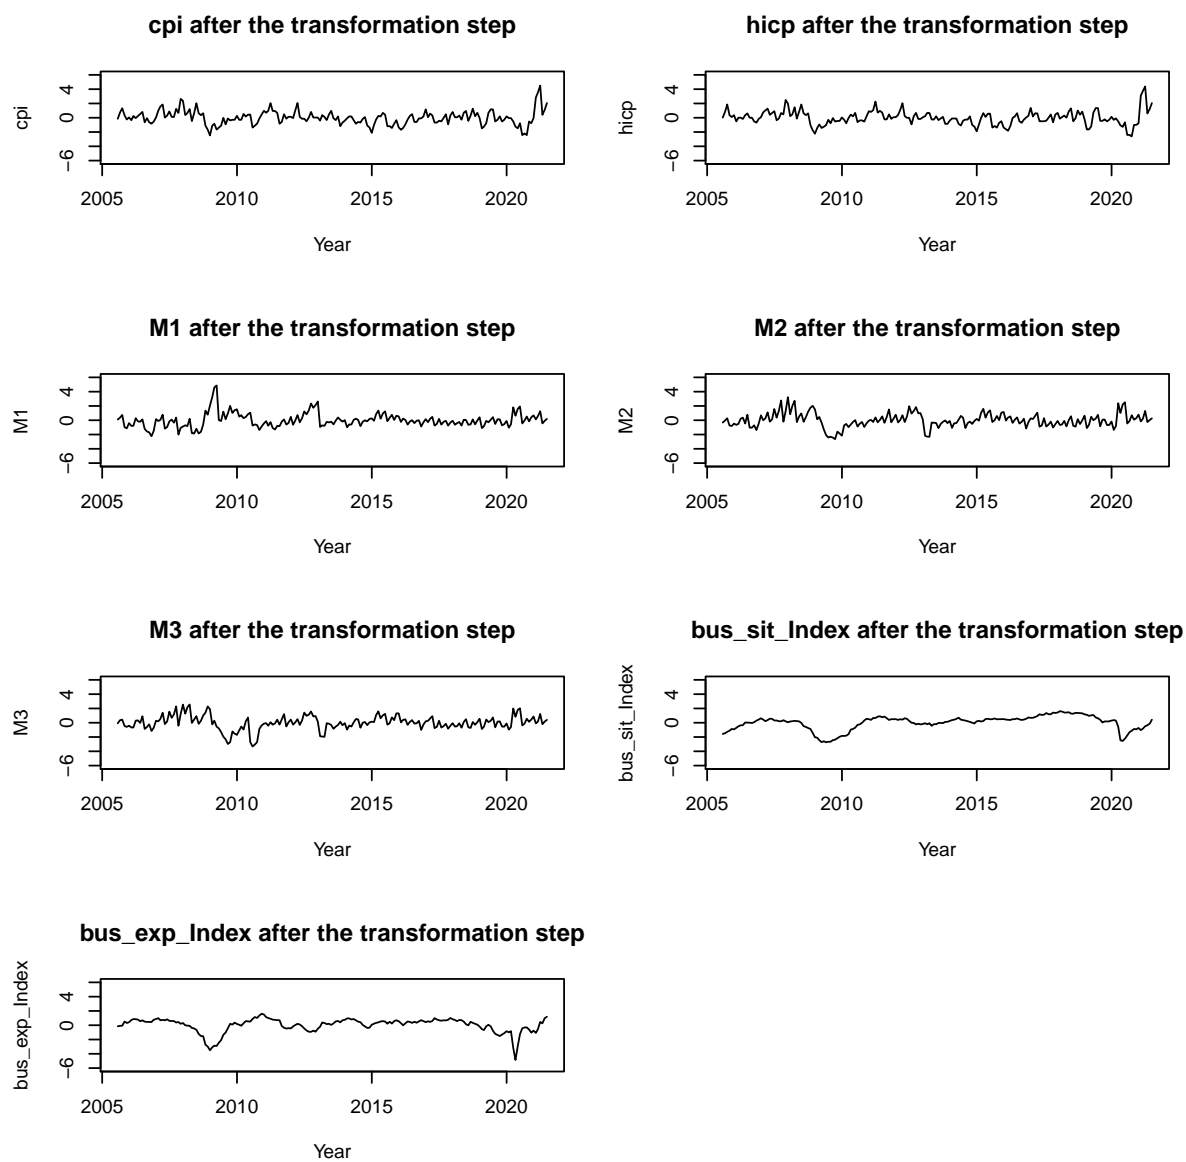 cpi after the transformation step
cpi
4
0
−6
2005 2010 2015 2020
Year
hicp after the transformation step
hicp
4
0
−6
2005 2010 2015 2020
Year
M1 after the transformation step
M1
4
0
−6
2005 2010 2015 2020
Year
M2 after the transformation step
M2
4
0
−6
2005 2010 2015 2020
Year
M3 after the transformation step
M3
4
0
−6
2005 2010 2015 2020
Year
bus_sit_Index after the transformation step
bus_sit_Index
4
0
−6
2005 2010 2015 2020
Year
bus_exp_Index after the transformation step
bus_exp_Index
4
0
−6
2005 2010 2015 2020
Year